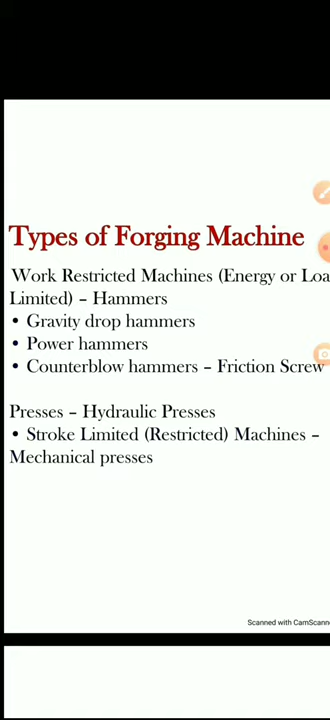 Types of Forging Machine
Work Restricted Machines (Energy or Loa
Limited) – Hammers
• Gravity drop hammers
• Power hammers
• Counterblow hammers – Friction Screw
Presses – Hydraulic Presses
• Stroke Limited (Restricted) Machines –
Mechanical presses
Scanned with CamScanne